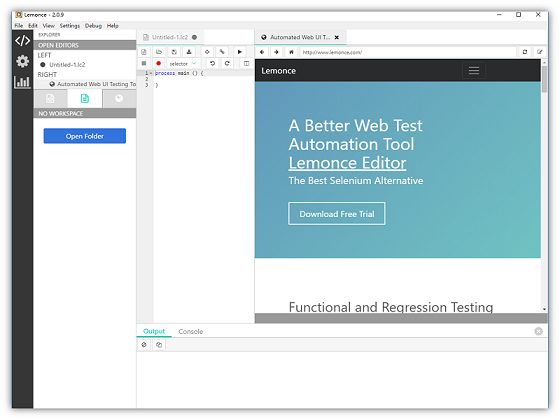 Lemonce - 2.0.9
File Edit View Settings Debug Help
EXPLORER
OPEN EDITORS
LEFT
Untitled-1.lc2
RIGHT
Automated Web UI Testing To
NO WORKSPACE
Open Folder
Untitled-1.lc2
selector
1 process main () {
2
3 }
Automated Web UI T...
http://www.lemonce.com/
Lemonce
A Better Web Test
Automation Tool
Lemonce Editor
The Best Selenium Alternative
Download Free Trial
Functional and Regression Testing
Output Console